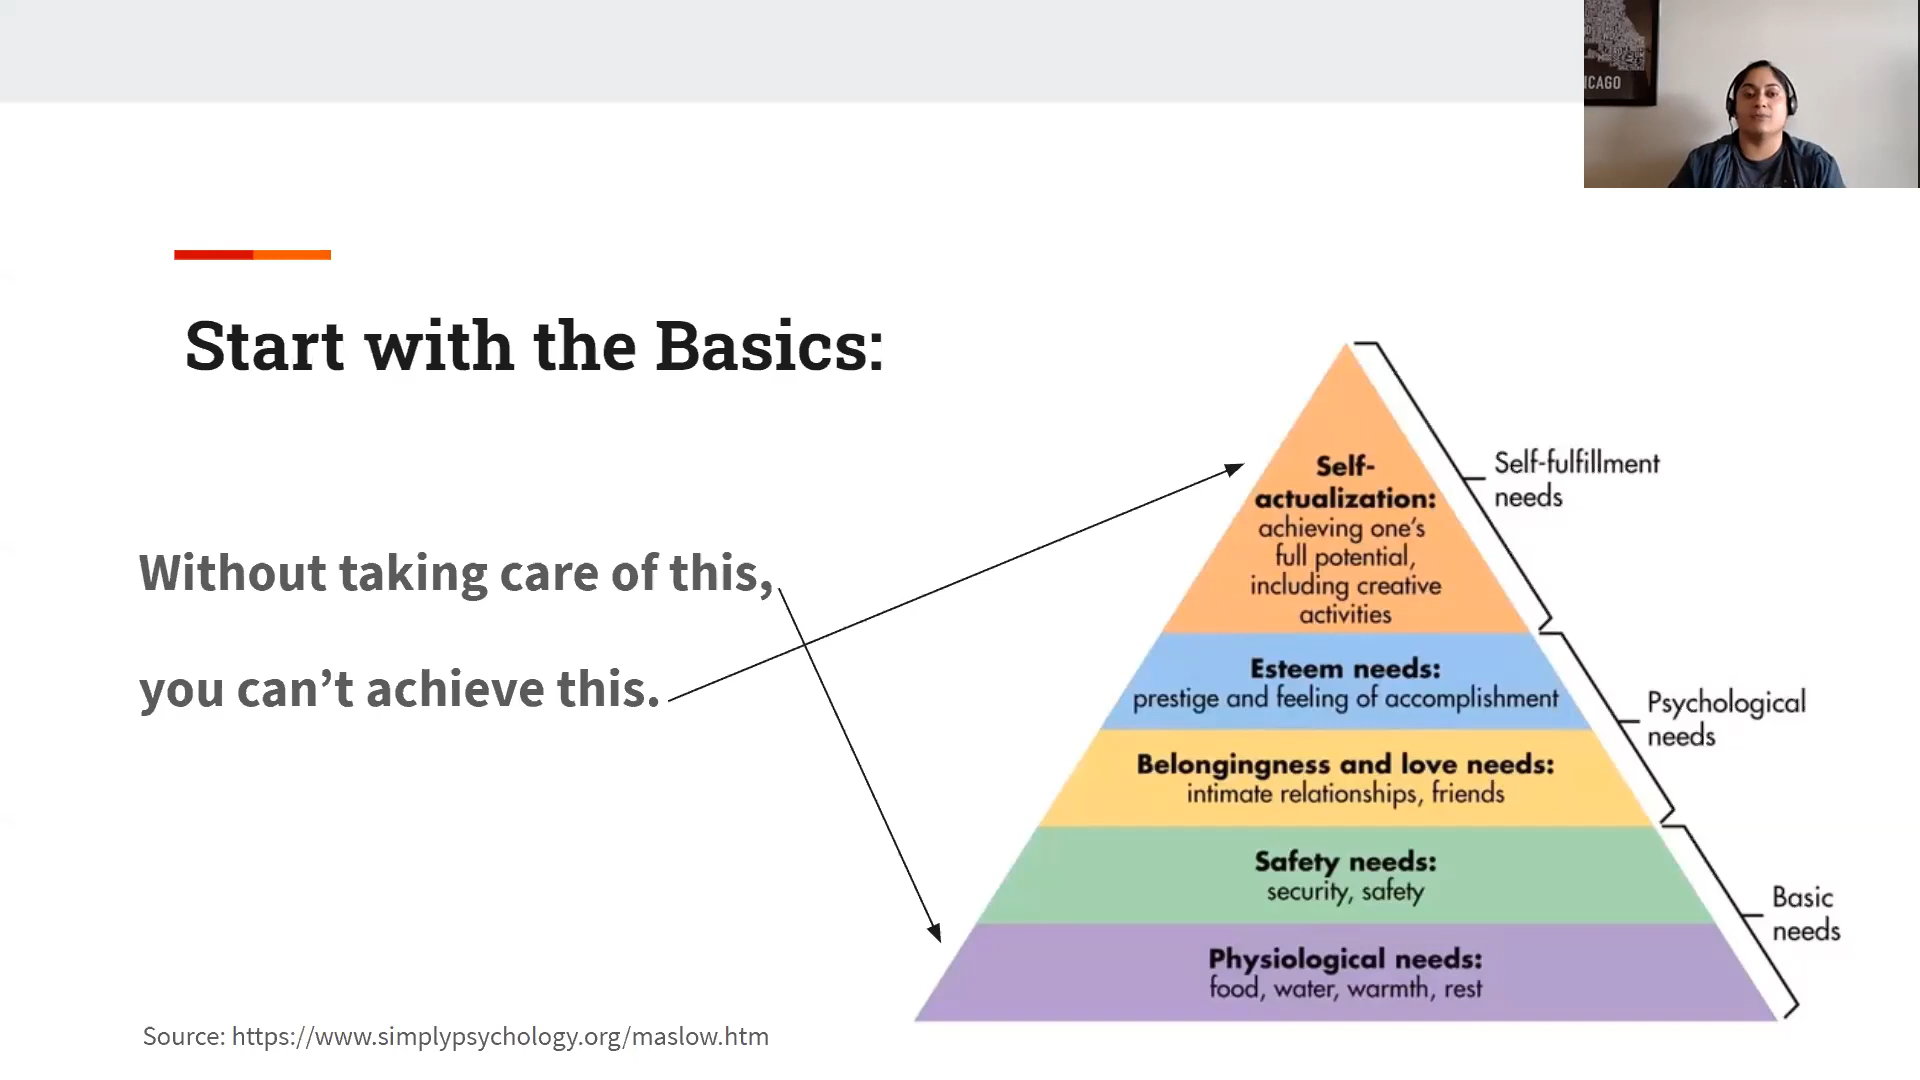 ICAGO
Start with the Basics:
Without taking care of this,
you can’t achieve this.
Self-
actualization:
achieving one’s
full potential,
including creative
activities
Self-fulfillment
needs
Esteem needs:
prestige and feeling of accomplishment
Psychological
needs
Belongingness and love needs:
intimate relationships, friends
Safety needs:
security, safety
Basic
needs
Physiological needs:
food, water, warmth, rest
Source: https://www.simplypsychology.org/maslow.htm